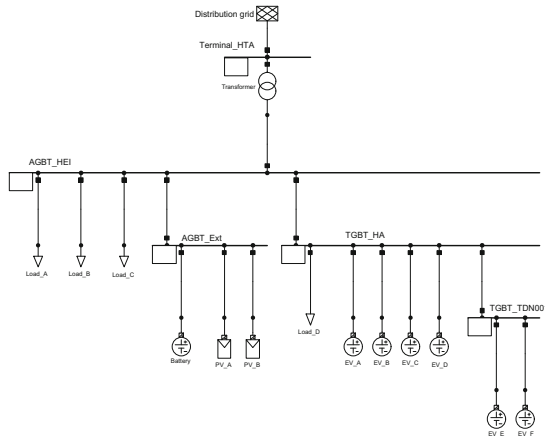 Distribution grid
Terminal_HTA
Transformer
AGBT_HEI
AGBT_Ext
TGBT_HA
Load_A
Load_B
Load_C
TGBT_TDN00
Load_D
Battery
PV_A
PV_B
EV_A
EV_B
EV_C
EV_D
EV_E
EV_F